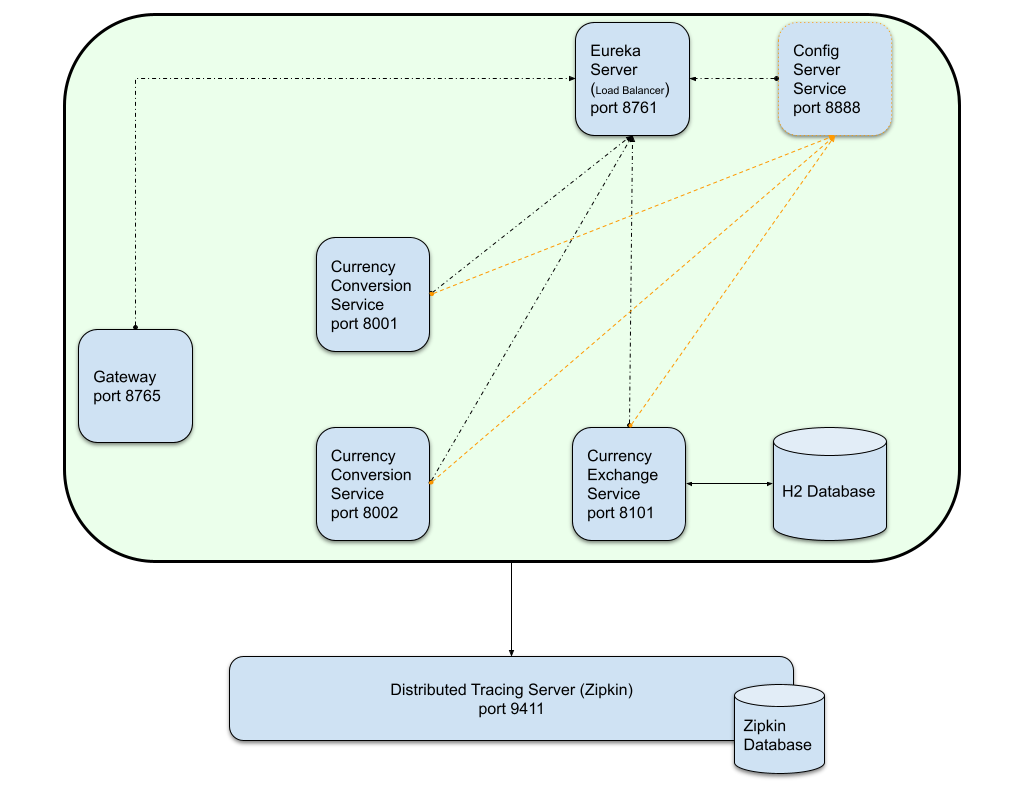 Eureka
Server
(Load Balancer)
port 8761
Config
Server
Service
port 8888
Currency
Conversion
Service
port 8001
Gateway
port 8765
Currency
Conversion
Service
port 8002
Currency
Exchange
Service
port 8101
H2 Database
Distributed Tracing Server (Zipkin)
port 9411
Zipkin
Database